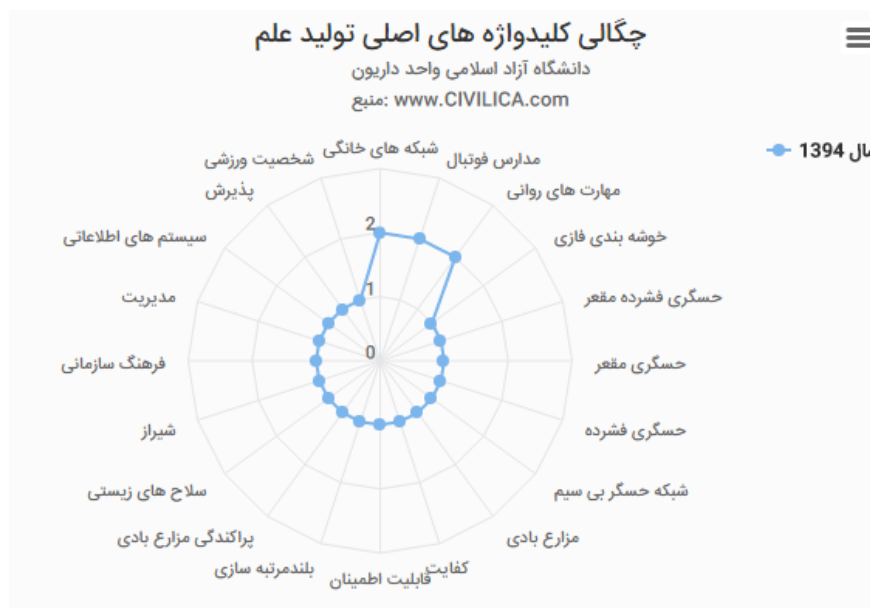 چگالی کلیدواژه های اصلی تولید علم
دانشگاه آزاد اسلامی واحد داریون
منبع: www.CIVILICA.com
سال 1394
شبکه های خانگی
مدارس فوتبال
مهارت های روانی
خوشه بندی فازی
حسگری فشرده مقعر
حسگری مقعر
حسگری فشرده
شبکه حسگر بی سیم
مزارع بادی
کفایت
قابلیت اطمینان
بلندمرتبه سازی
پراکندگی مزارع بادی
سلاح های زیستی
شیراز
فرهنگ سازمانی
مدیریت
سیستم های اطلاعاتی
پذیرش
شخصیت ورزشی
2
1
0